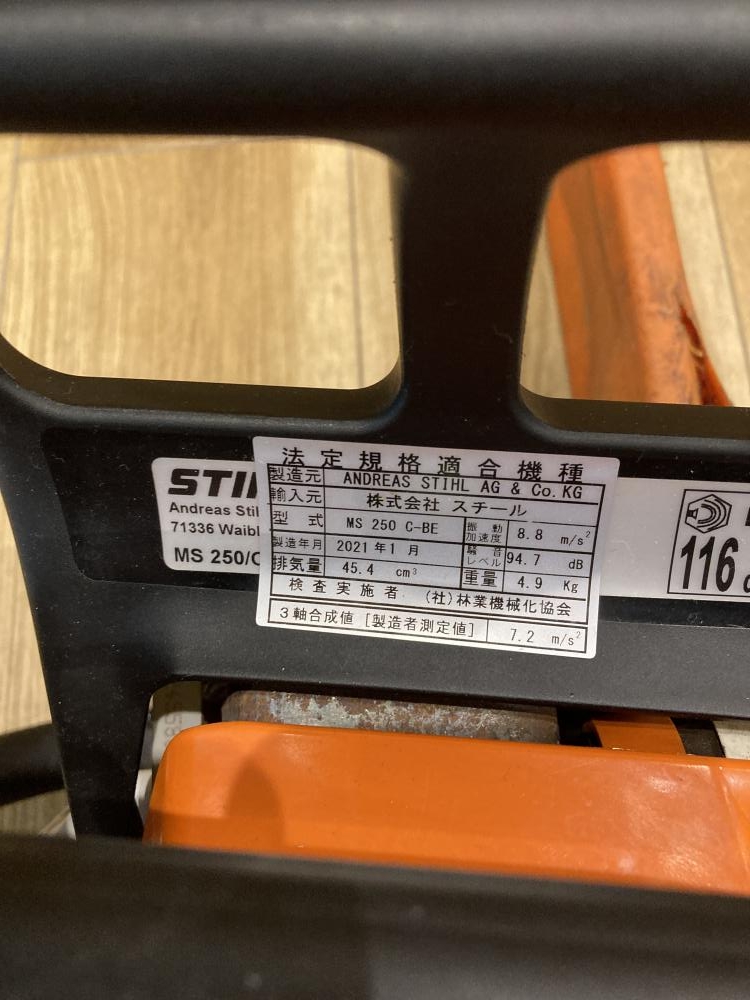 STI
Andreas Stihl
71336 Waibl
MS 250/C
法定規格適合機種
製造元 ANDREAS STIHL AG & Co.KG
輸入元 株式会社 スチール
型式 MS 250 C-BE 振動加速度 8.8 m/s²
製造年月 2021年1月 騒音レベル 94.7 dB
排気量 45.4 cm³ 重量 4.9 Kg
検査実施者 (社)林業機械化協会
3軸合成値 [製造者測定値] 7.2 m/s²
116